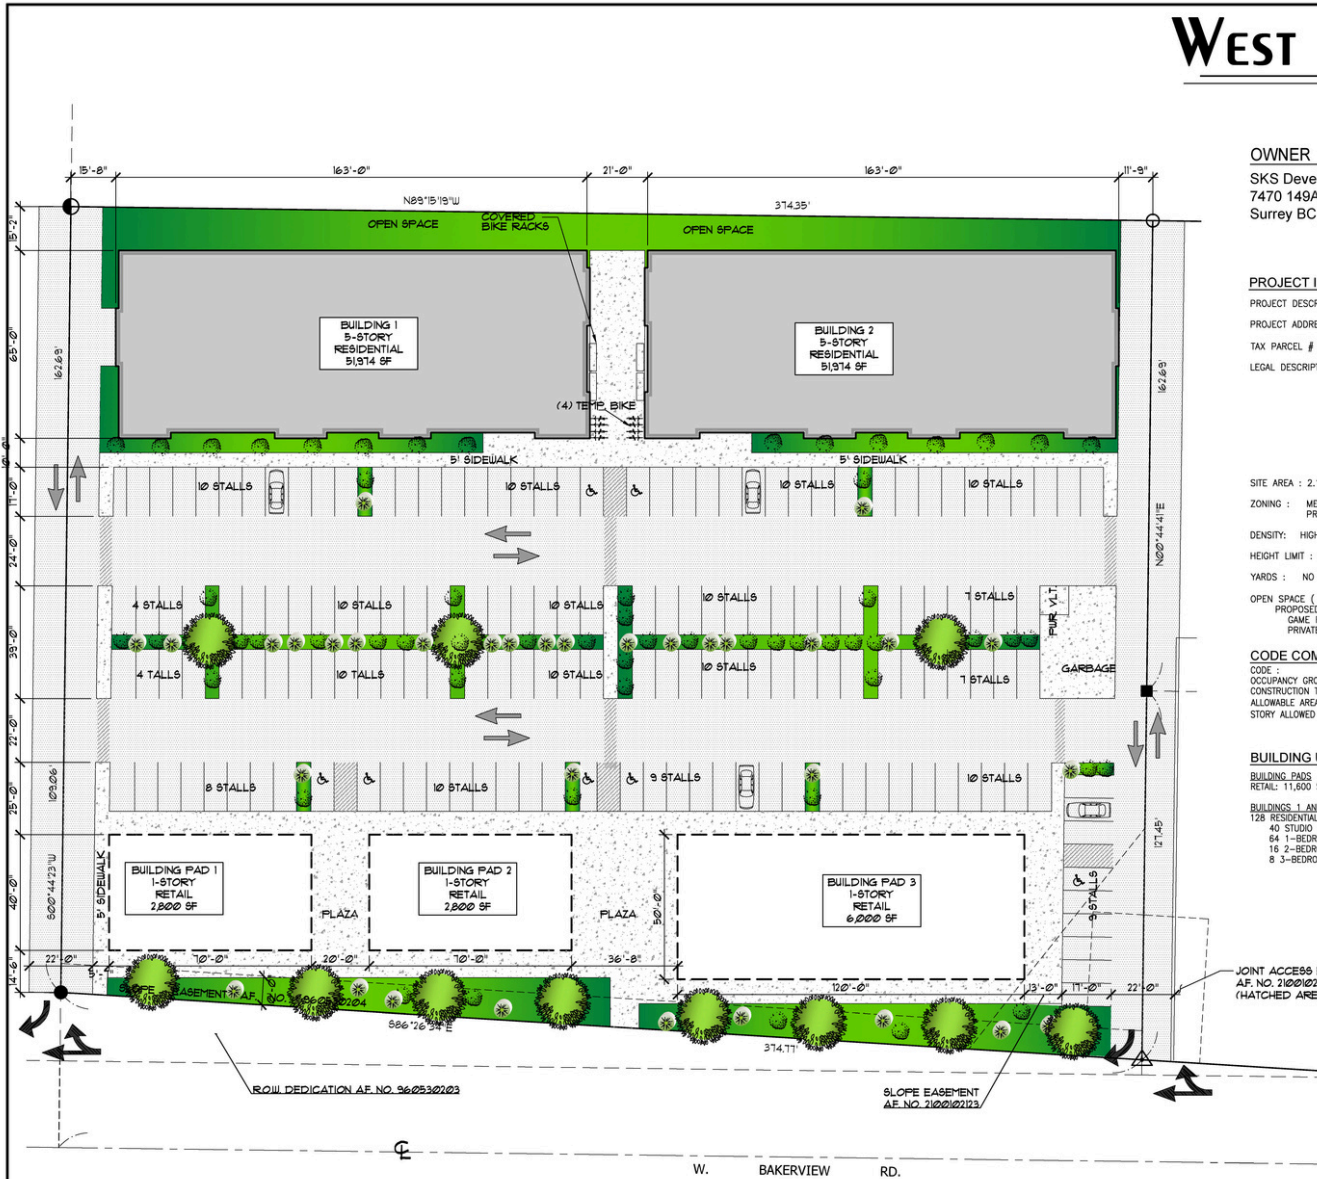 WEST
OWNER
SKS Deve
7470 149A
Surrey BC
PROJECT I
PROJECT DESCR
PROJECT ADDRE
TAX PARCEL #
LEGAL DESCRIPT
SITE AREA : 2.
ZONING : ME
PR
DENSITY: HIGH
HEIGHT LIMIT :
YARDS : NO
OPEN SPACE (
PROPOSED
GAME
PRIVATE
CODE COM
CODE :
OCCUPANCY GRO
CONSTRUCTION T
ALLOWABLE AREA
STORY ALLOWED
BUILDING U
BUILDING PADS
RETAIL: 11,600
BUILDINGS 1 AN
128 RESIDENTIAL
40 STUDIO
64 1-BEDR
16 2-BEDR
8 3-BEDRO
15'-8"
163'-0"
21'-0"
163'-0"
11'-9"
N89°15'19"W
374.35'
OPEN SPACE
COVERED
BIKE RACKS
OPEN SPACE
15'-2"
65'-0"
162.69'
BUILDING 1
5-STORY
RESIDENTIAL
51,974 SF
BUILDING 2
5-STORY
RESIDENTIAL
51,974 SF
162.69'
(4) TEMP. BIKE
5' SIDEWALK
5' SIDEWALK
17'-0"
10 STALLS
10 STALLS
10 STALLS
10 STALLS
24'-0"
N00°44'41"E
39'-0"
4 STALLS
10 STALLS
10 STALLS
10 STALLS
7 STALLS
PWR. VLT.
4 TALLS
10 TALLS
10 STALLS
10 STALLS
7 STALLS
GARBAGE
22'-0"
25'-0"
109.06'
8 STALLS
10 STALLS
9 STALLS
10 STALLS
127.45'
40'-0"
S00°44'23"W
5' SIDEWALK
BUILDING PAD 1
1-STORY
RETAIL
2,800 SF
PLAZA
BUILDING PAD 2
1-STORY
RETAIL
2,800 SF
PLAZA
50'-0"
BUILDING PAD 3
1-STORY
RETAIL
6,000 SF
9 STALLS
14'-6"
22'-0"
70'-0"
20'-0"
70'-0"
36'-8"
120'-0"
13'-0"
17'-0"
22'-0"
JOINT ACCESS
AF. NO. 2100102
(HATCHED ARE
EASEMENT AF.
374.77'
R.O.W. DEDICATION AF. NO. 960530203
SLOPE EASEMENT
AF. NO. 2100102123
W. BAKERVIEW RD.